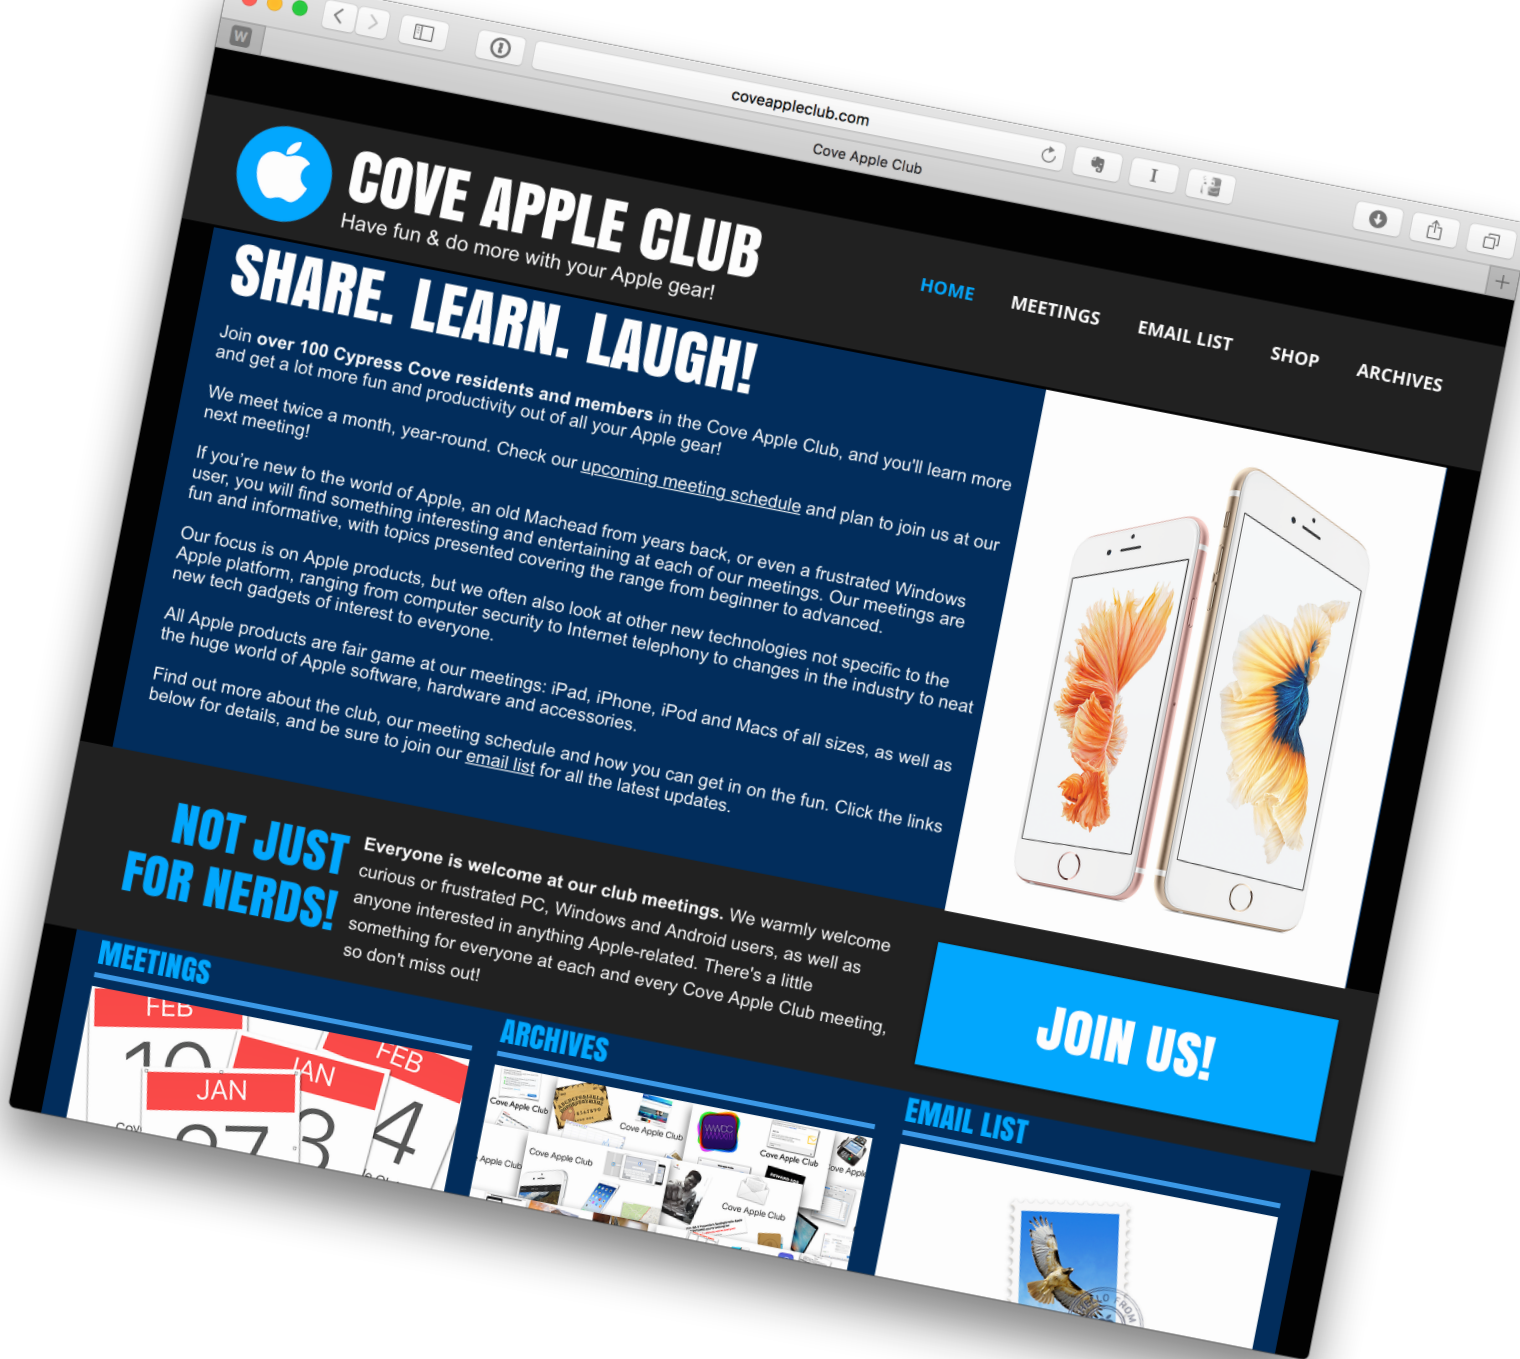 W
coveappleclub.com
Cove Apple Club
COVE APPLE CLUB
Have fun & do more with your Apple gear!
HOME
MEETINGS
EMAIL LIST
SHOP
ARCHIVES
SHARE. LEARN. LAUGH!
Join over 100 Cypress Cove residents and members in the Cove Apple Club, and you'll learn more
and get a lot more fun and productivity out of all your Apple gear!
We meet twice a month, year-round. Check our upcoming meeting schedule and plan to join us at our
next meeting!
If you're new to the world of Apple, an old Machead from years back, or even a frustrated Windows
user, you will find something interesting and entertaining at each of our meetings. Our meetings are
fun and informative, with topics presented covering the range from beginner to advanced.
Our focus is on Apple products, but we often also look at other new technologies not specific to the
Apple platform, ranging from computer security to Internet telephony to changes in the industry to neat
new tech gadgets of interest to everyone.
All Apple products are fair game at our meetings: iPad, iPhone, iPod and Macs of all sizes, as well as
the huge world of Apple software, hardware and accessories.
Find out more about the club, our meeting schedule and how you can get in on the fun. Click the links
below for details, and be sure to join our email list for all the latest updates.
NOT JUST
FOR NERDS!
Everyone is welcome at our club meetings. We warmly welcome
curious or frustrated PC, Windows and Android users, as well as
anyone interested in anything Apple-related. There's a little
something for everyone at each and every Cove Apple Club meeting,
so don't miss out!
JOIN US!
MEETINGS
FEB
10
JAN
27
JAN
3
FEB
4
ARCHIVES
Cove Apple Club
Cove Apple Club
WWDC
Cove Apple Club
Cove Apple Club
Apple Club
Cove Apple Club
EMAIL LIST